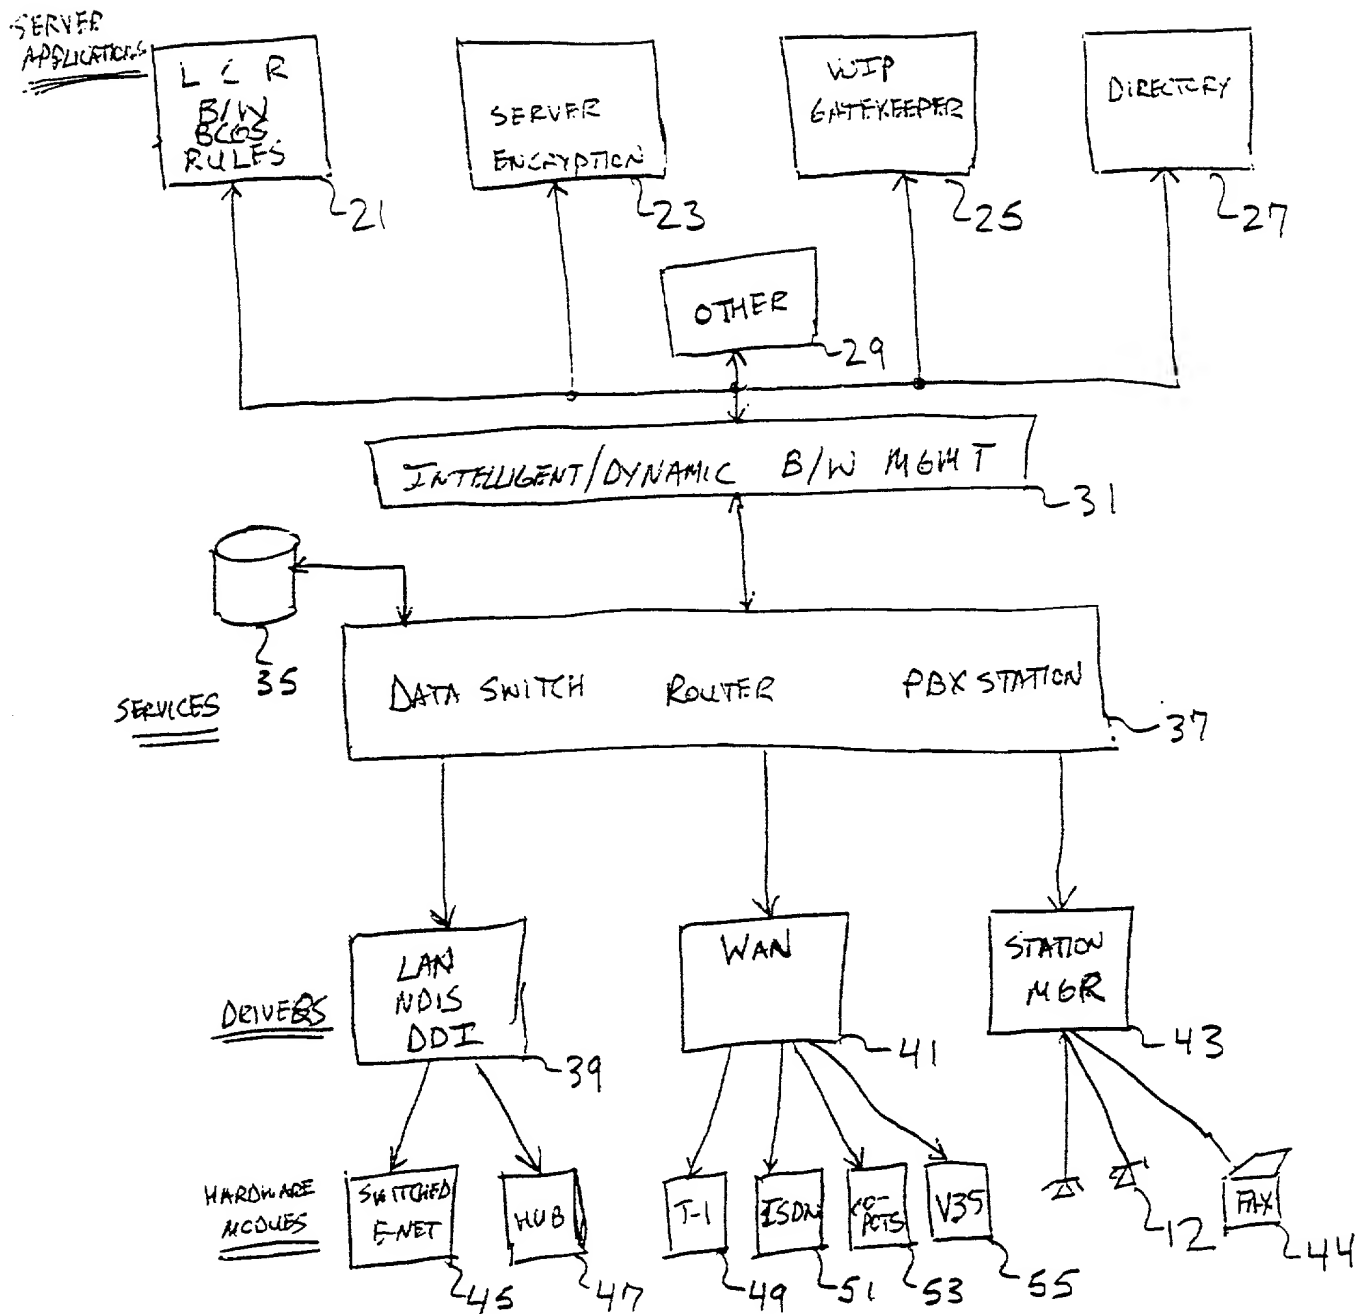 SERVER
APPLICATIONS
L C R
B/W
BCOS
RULES
21
SERVER
ENCRYPTION
23
VOIP
GATEKEEPER
25
DIRECTORY
27
OTHER
29
INTELLIGENT/DYNAMIC B/W MGMT
31
35
SERVICES
DATA SWITCH
ROUTER
PBX STATION
37
DRIVERS
LAN
NDIS
DDI
39
WAN
41
STATION
MGR
43
HARDWARE
MODULES
SWITCHED
E-NET
45
HUB
47
T-1
49
ISDN
51
CO-
POTS
53
V35
55
12
FAX
44